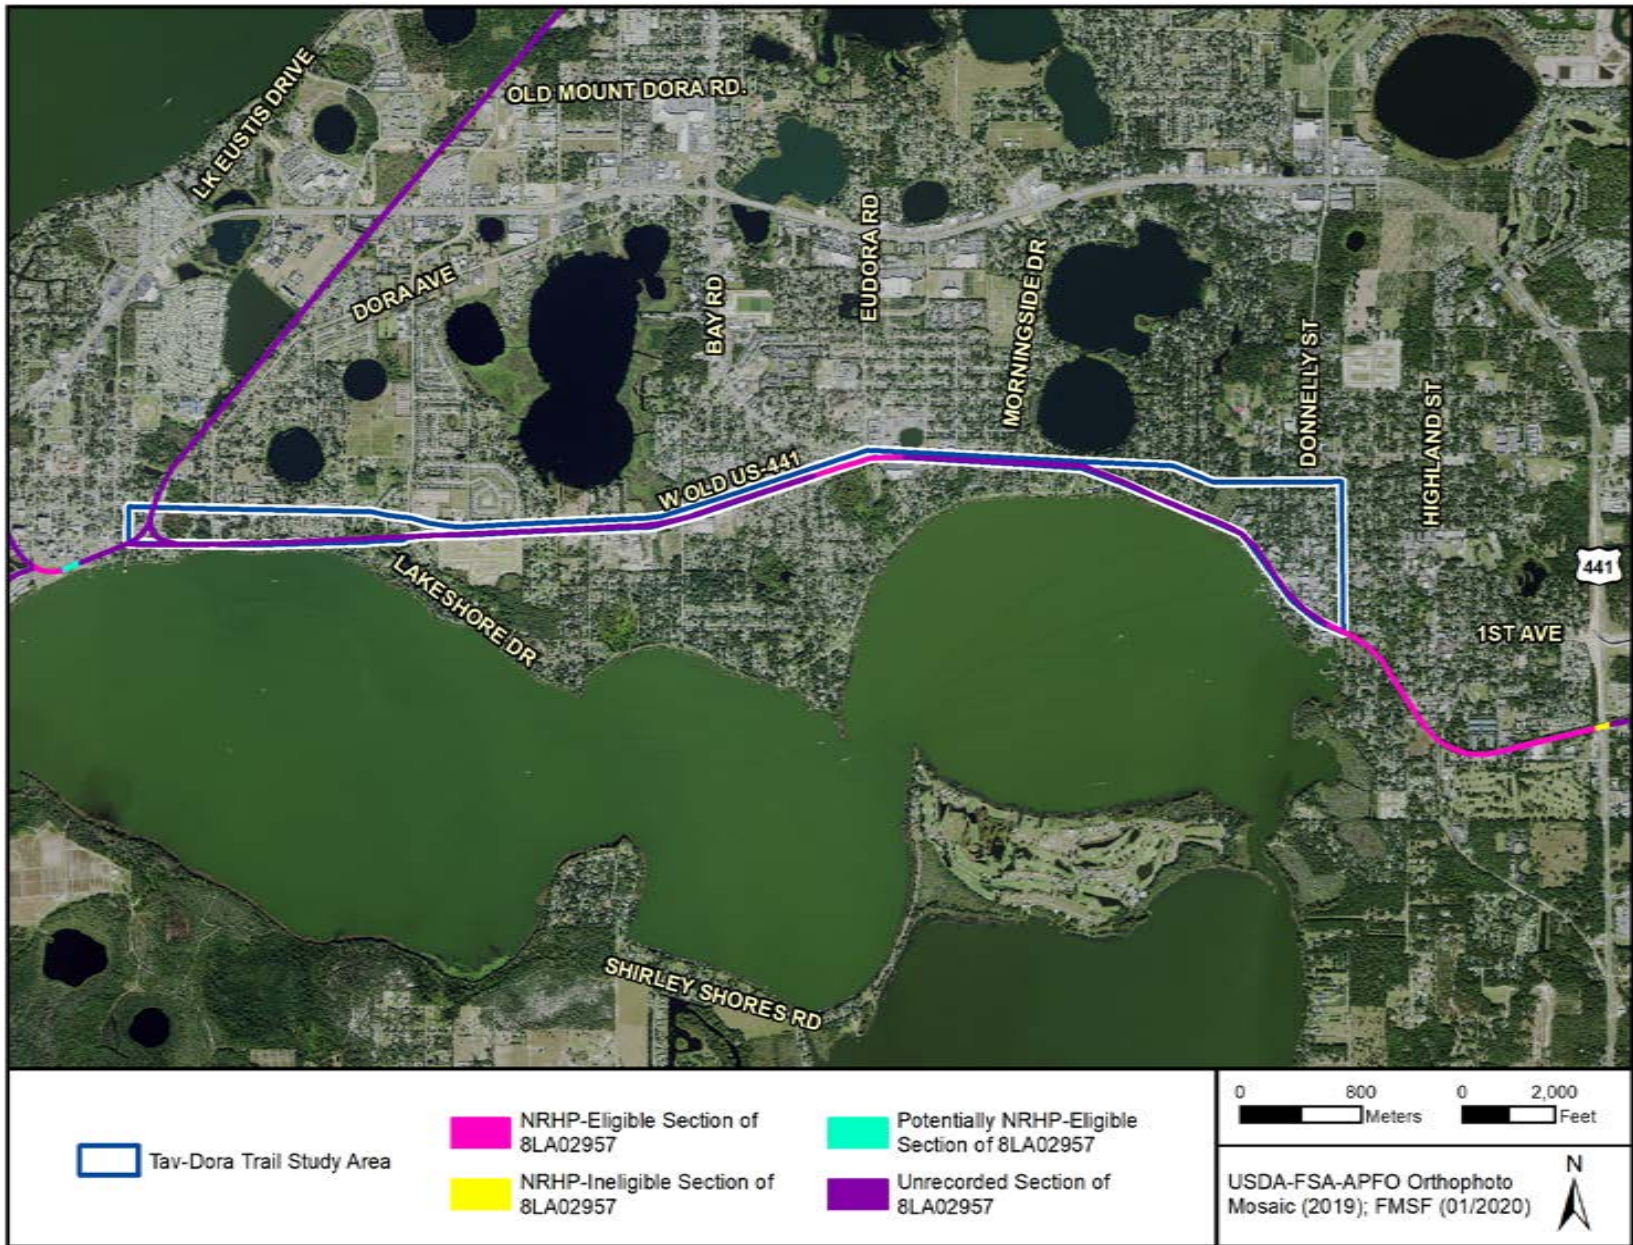 OLD MOUNT DORA RD.
LK EUSTIS DRIVE
DORA AVE
BAY RD
EUDORA RD
MORNINGSIDE DR
DONNELLY ST
HIGHLAND ST
W OLD US-441
LAKESHORE DR
441
1ST AVE
SHIRLEY SHORES RD
Tav-Dora Trail Study Area
NRHP-Eligible Section of
8LA02957
NRHP-Ineligible Section of
8LA02957
Potentially NRHP-Eligible
Section of 8LA02957
Unrecorded Section of
8LA02957
0 800
Meters
0 2,000
Feet
USDA-FSA-APFO Orthophoto
Mosaic (2019); FMSF (01/2020)
N